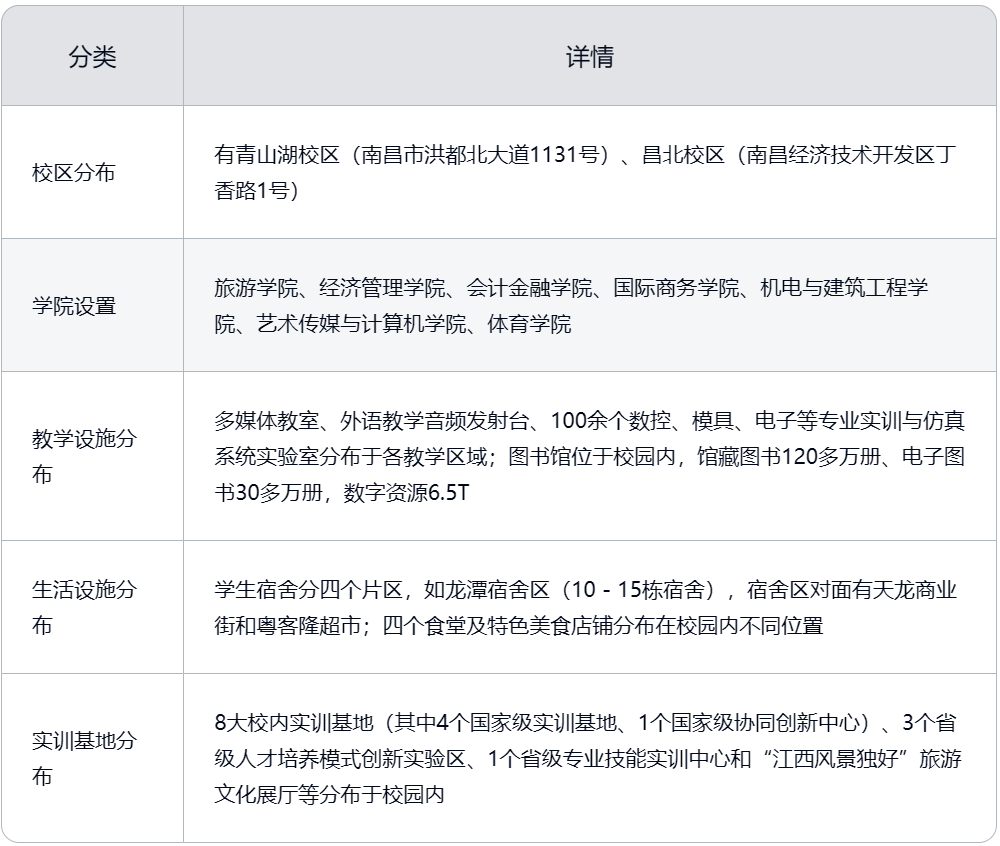 分类
详情
校区分布
有青山湖校区（南昌市洪都北大道1131号）、昌北校区（南昌经济技术开发区丁
香路1号）
学院设置
旅游学院、经济管理学院、会计金融学院、国际商务学院、机电与建筑工程学
院、艺术传媒与计算机学院、体育学院
教学设施分
布
多媒体教室、外语教学音频发射台、100余个数控、模具、电子等专业实训与仿真
系统实验室分布于各教学区域；图书馆位于校园内，馆藏图书120多万册、电子图
书30多万册，数字资源6.5T
生活设施分
布
学生宿舍分四个片区，如龙潭宿舍区（10 - 15栋宿舍），宿舍区对面有天龙商业
街和粤客隆超市；四个食堂及特色美食店铺分布在校园内不同位置
实训基地分
布
8大校内实训基地（其中4个国家级实训基地、1个国家级协同创新中心）、3个省
级人才培养模式创新实验区、1个省级专业技能实训中心和“江西风景独好”旅游
文化展厅等分布于校园内